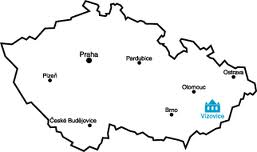 Praha
Pardubice
Plzeň
Ostrava
Olomouc
Vizovice
Brno
České Budějovice